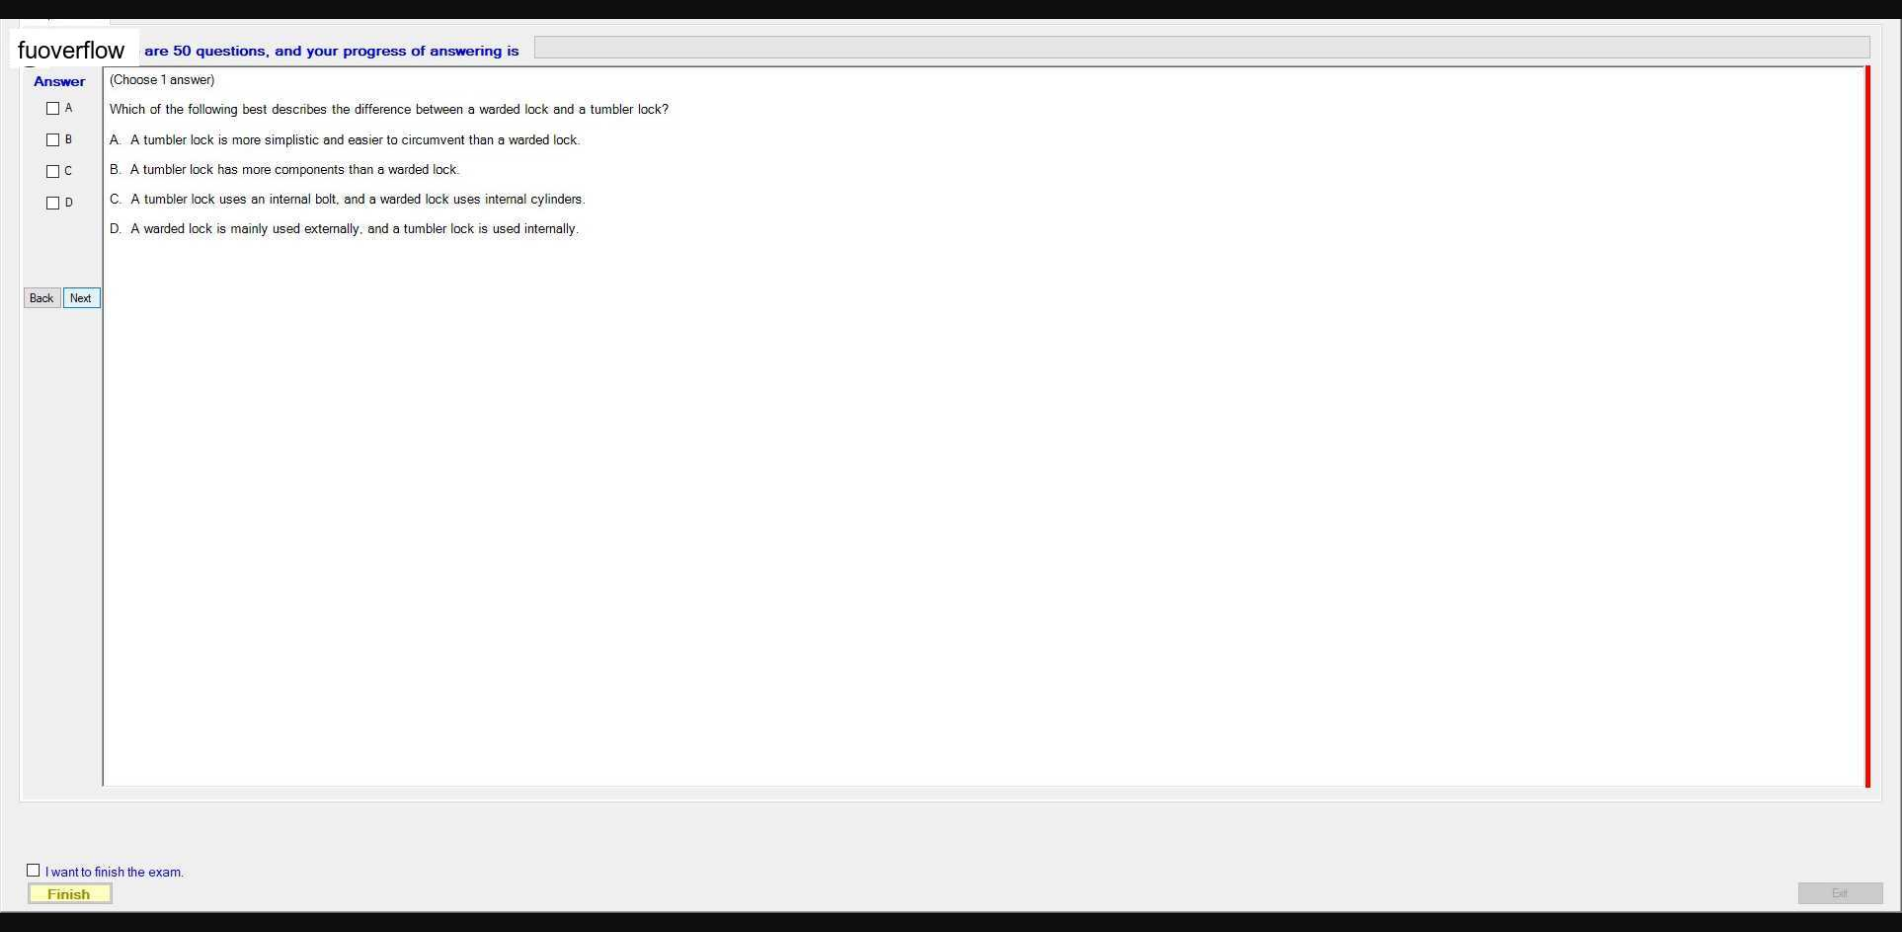 fuoverflow are 50 questions, and your progress of answering is
Answer
(Choose 1 answer)
A
Which of the following best describes the difference between a warded lock and a tumbler lock?
B
A. A tumbler lock is more simplistic and easier to circumvent than a warded lock.
C
B. A tumbler lock has more components than a warded lock.
D
C. A tumbler lock uses an internal bolt, and a warded lock uses internal cylinders.
D. A warded lock is mainly used externally, and a tumbler lock is used internally.
Back Next
I want to finish the exam.
Finish
Exit